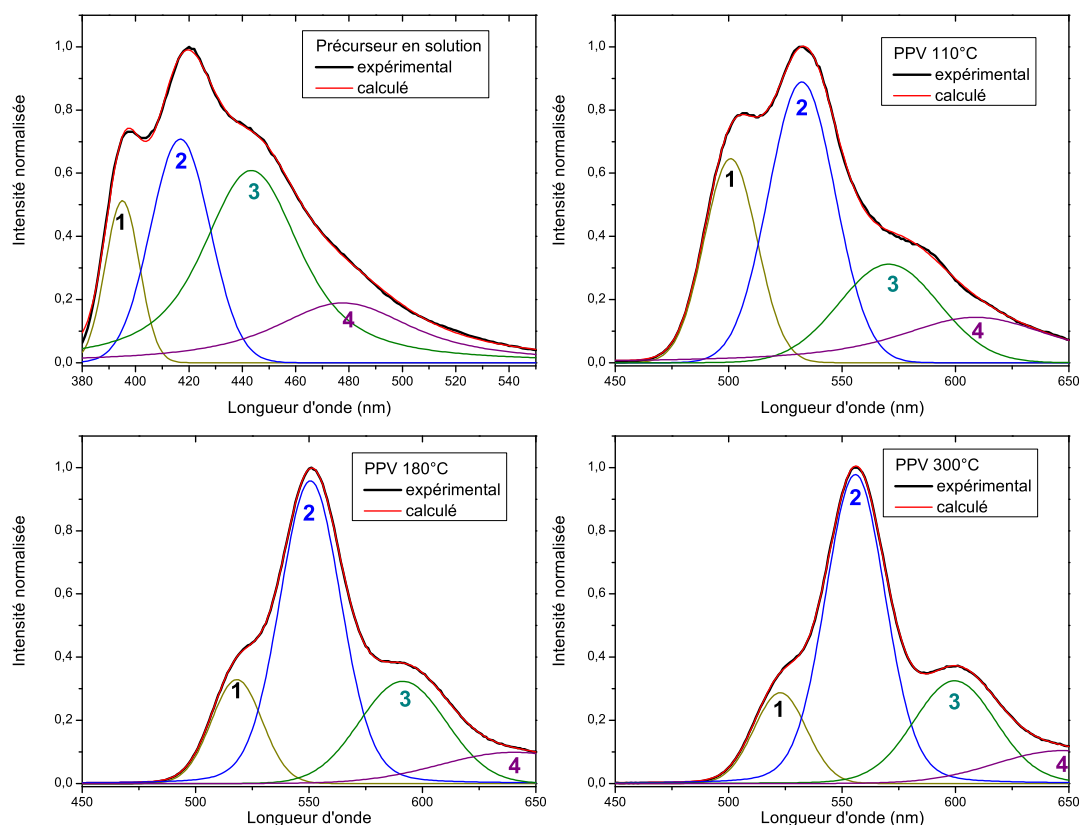 Précurseur en solution
expérimental
calculé
Intensité normalisée
1,0
0,8
0,6
0,4
0,2
0,0
1
2
3
4
380 400 420 440 460 480 500 520 540
Longueur d'onde (nm)
PPV 110°C
expérimental
calculé
Intensité normalisée
1,0
0,8
0,6
0,4
0,2
0,0
1
2
3
4
450 500 550 600 650
Longueur d'onde (nm)
PPV 180°C
expérimental
calculé
Intensité normalisée
1,0
0,8
0,6
0,4
0,2
0,0
1
2
3
4
450 500 550 600 650
Longueur d'onde
PPV 300°C
expérimental
calculé
Intensité normalisée
1,0
0,8
0,6
0,4
0,2
0,0
1
2
3
4
450 500 550 600 650
Longueur d'onde (nm)